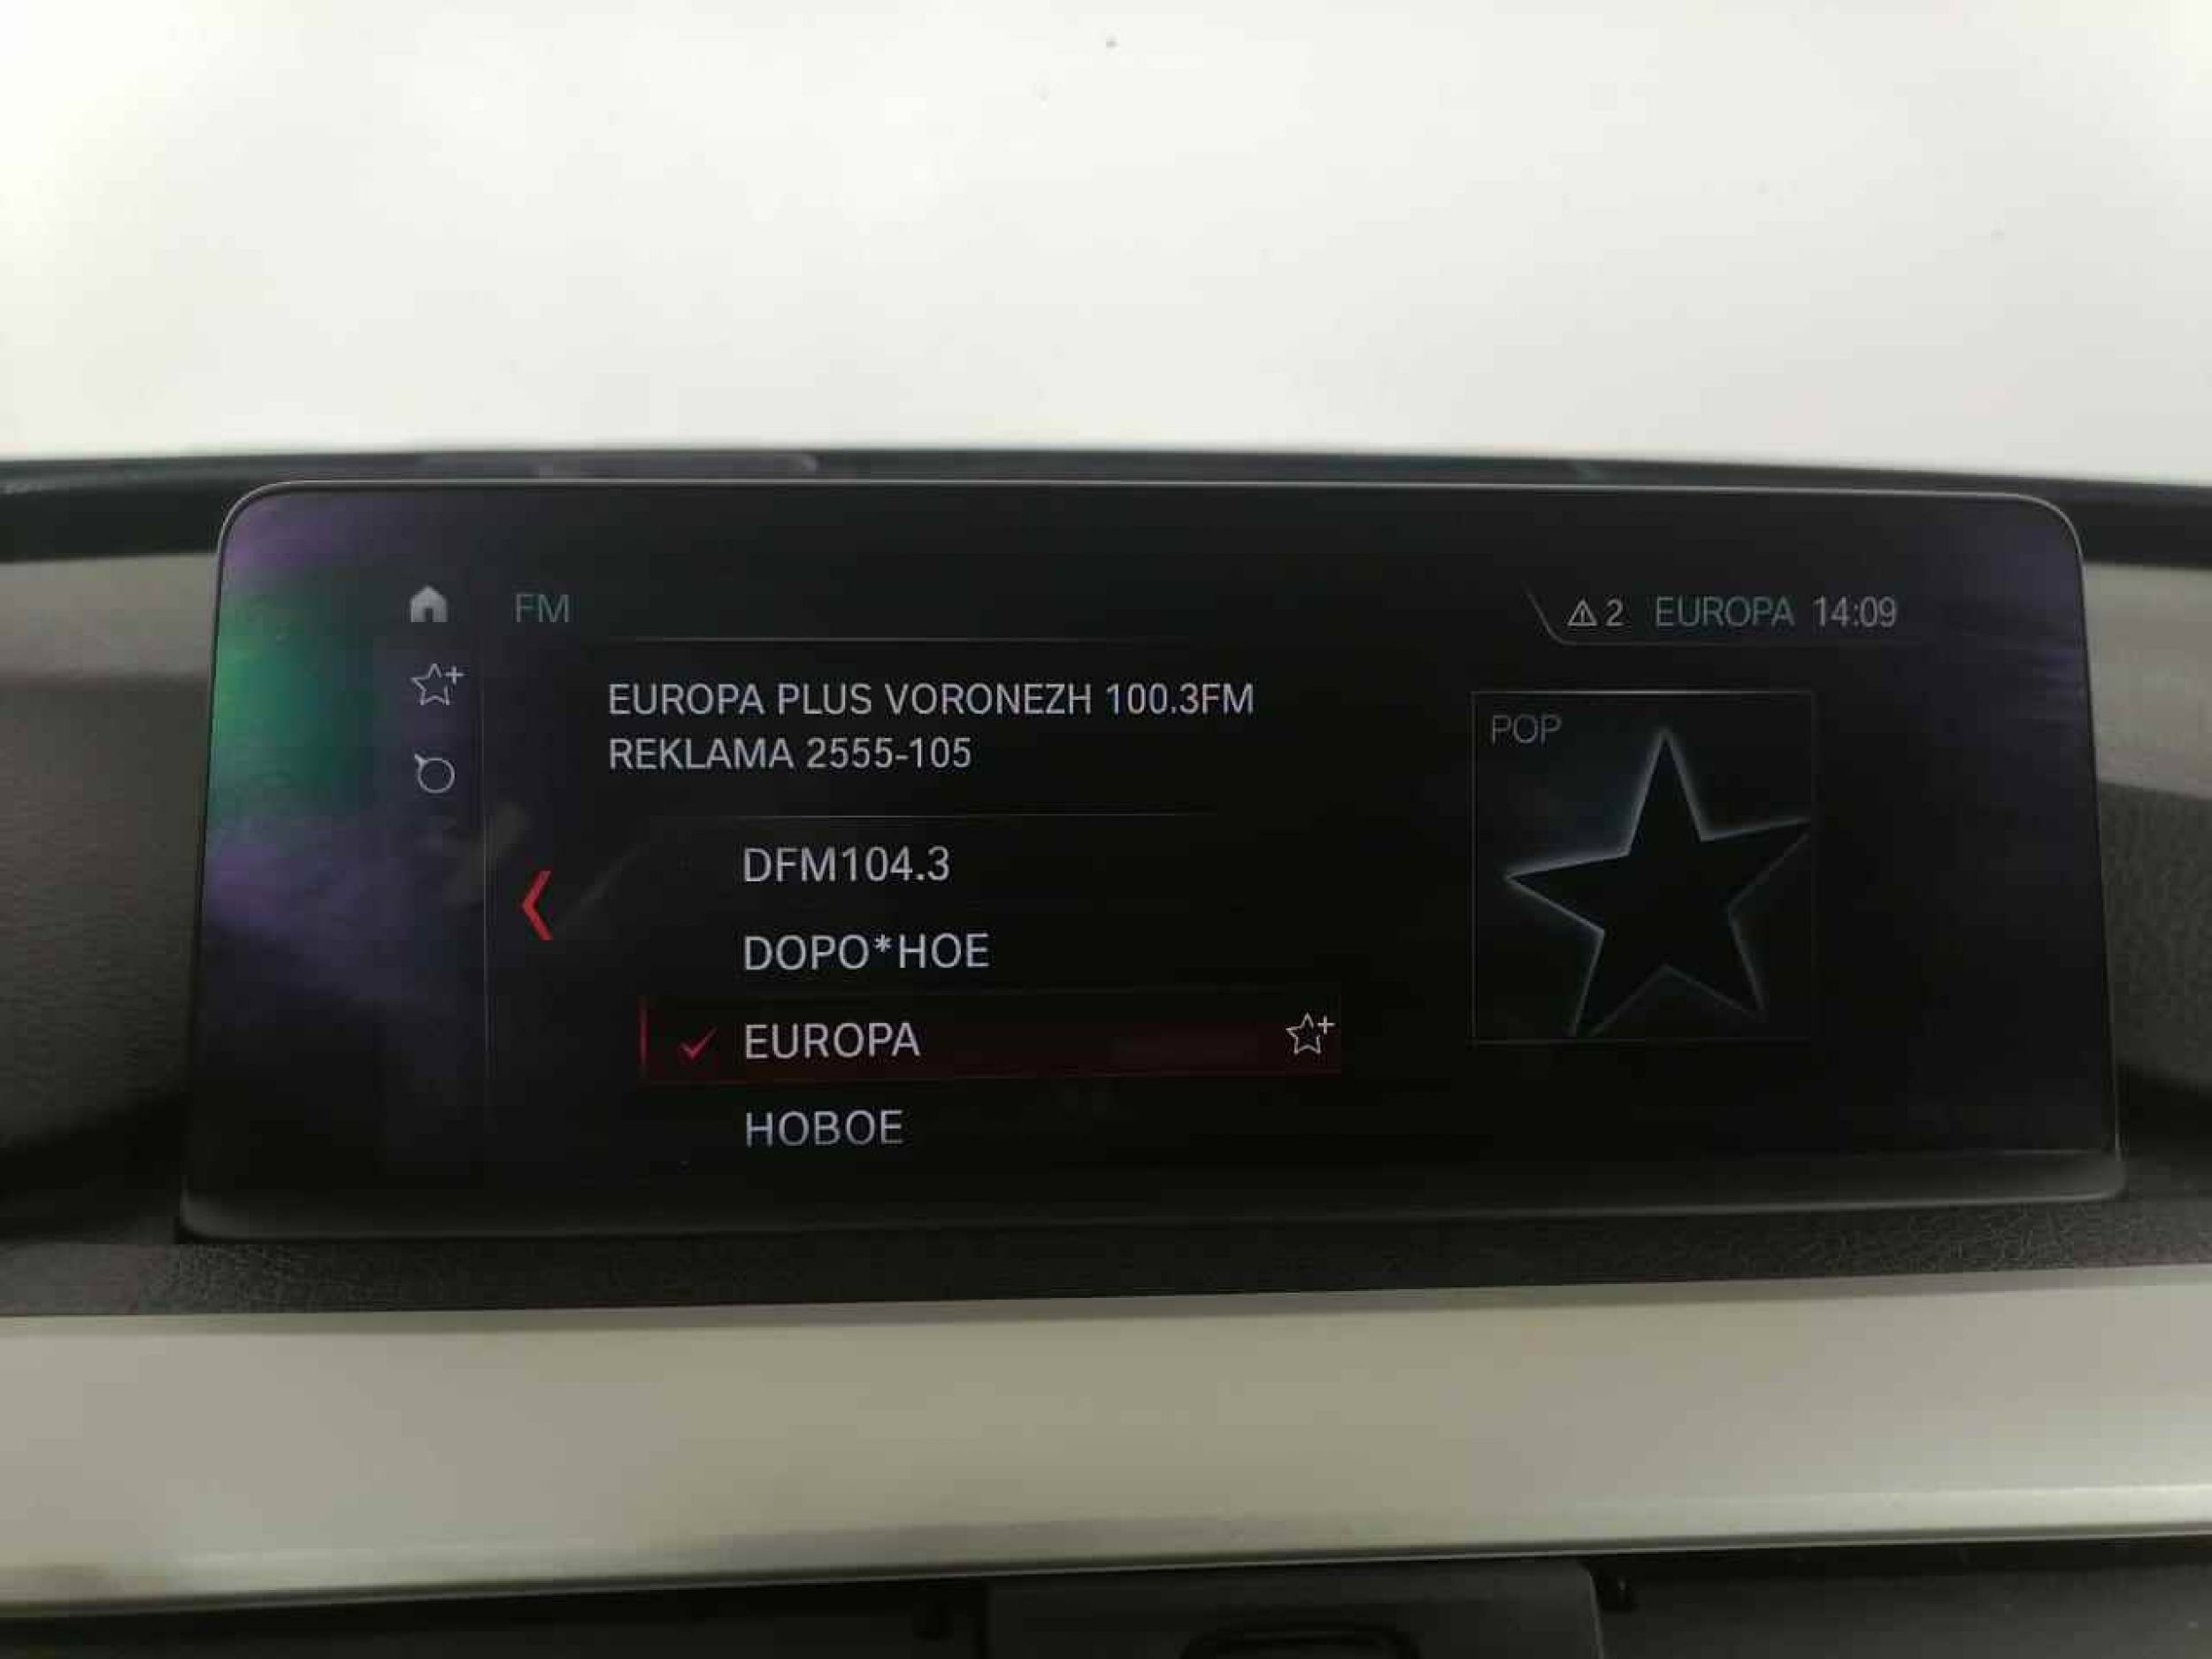 FM
2 EUROPA 14:09
EUROPA PLUS VORONEZH 100.3FM
REKLAMA 2555-105
POP
DFM104.3
DOPO*HOE
EUROPA
HOBOE